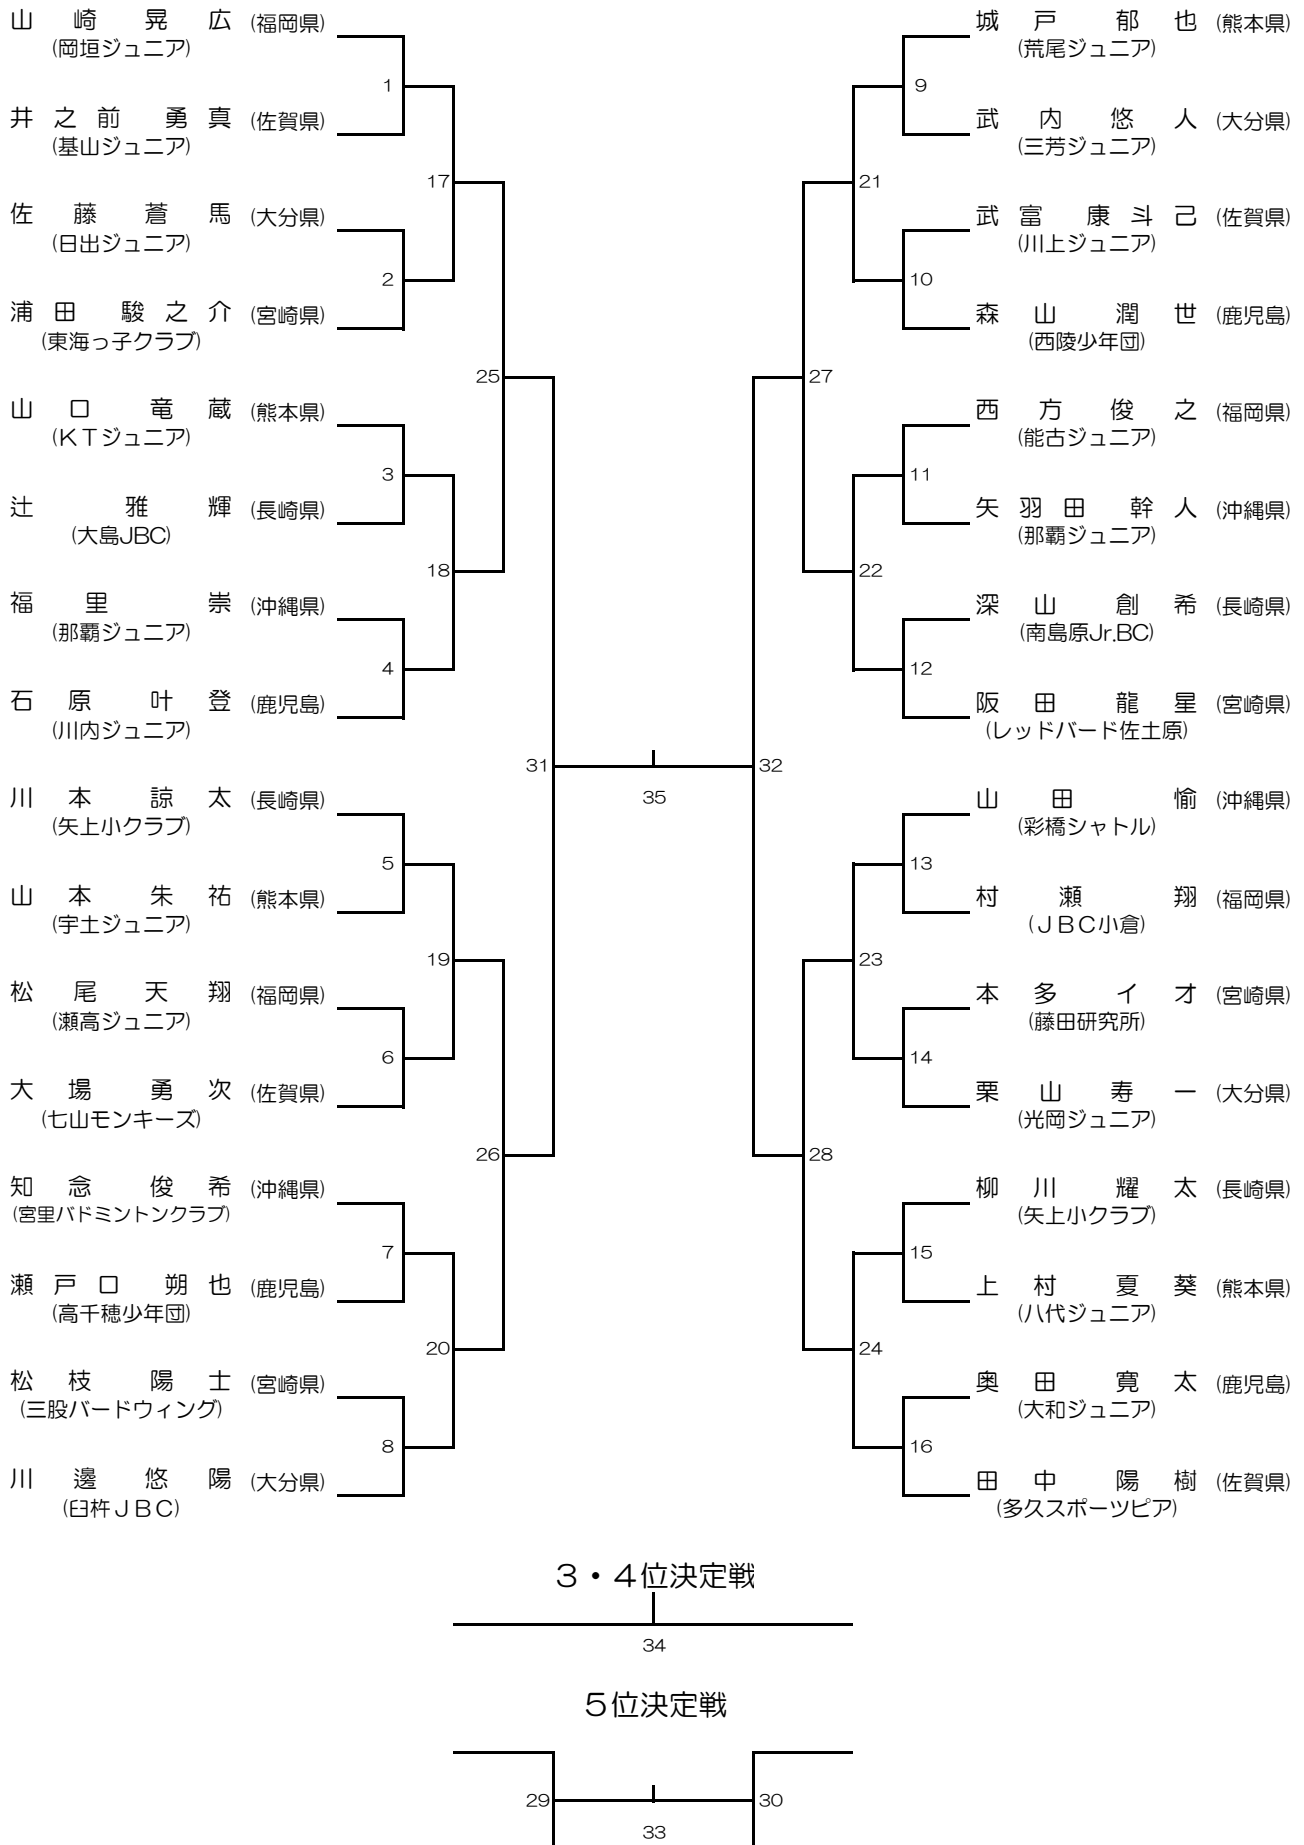 山崎晃広 (福岡県)
(岡垣ジュニア)
1
井之前勇真 (佐賀県)
(基山ジュニア)
17
佐藤蒼馬 (大分県)
(日出ジュニア)
2
浦田駿之介 (宮崎県)
(東海っ子クラブ)
25
山口竜蔵 (熊本県)
(KTジュニア)
3
辻雅輝 (長崎県)
(大島JBC)
18
福里崇 (沖縄県)
(那覇ジュニア)
4
石原叶登 (鹿児島)
(川内ジュニア)
31
川本諒太 (長崎県)
(矢上小クラブ)
5
山本朱祐 (熊本県)
(宇土ジュニア)
19
松尾天翔 (福岡県)
(瀬高ジュニア)
6
大場勇次 (佐賀県)
(七山モンキーズ)
26
知念俊希 (沖縄県)
(宮里バドミントンクラブ)
7
瀬戸口朔也 (鹿児島)
(高千穂少年団)
20
松枝陽士 (宮崎県)
(三股バードウィング)
8
川邊悠陽 (大分県)
(臼杵JBC)
35
城戸郁也 (熊本県)
(荒尾ジュニア)
9
武内悠人 (大分県)
(三芳ジュニア)
21
武富康斗己 (佐賀県)
(川上ジュニア)
10
森山潤世 (鹿児島)
(西陵少年団)
27
西方俊之 (福岡県)
(能古ジュニア)
11
矢羽田幹人 (沖縄県)
(那覇ジュニア)
22
深山創希 (長崎県)
(南島原Jr.BC)
12
阪田龍星 (宮崎県)
(レッドバード佐土原)
32
山田愉 (沖縄県)
(彩橋シャトル)
13
村瀬翔 (福岡県)
(JBC小倉)
23
本多イオ (宮崎県)
(藤田研究所)
14
栗山寿一 (大分県)
(光岡ジュニア)
28
柳川耀太 (長崎県)
(矢上小クラブ)
15
上村夏葵 (熊本県)
(八代ジュニア)
24
奥田寛太 (鹿児島)
(大和ジュニア)
16
田中陽樹 (佐賀県)
(多久スポーツピア)
3・4位決定戦
34
5位決定戦
29
30
33